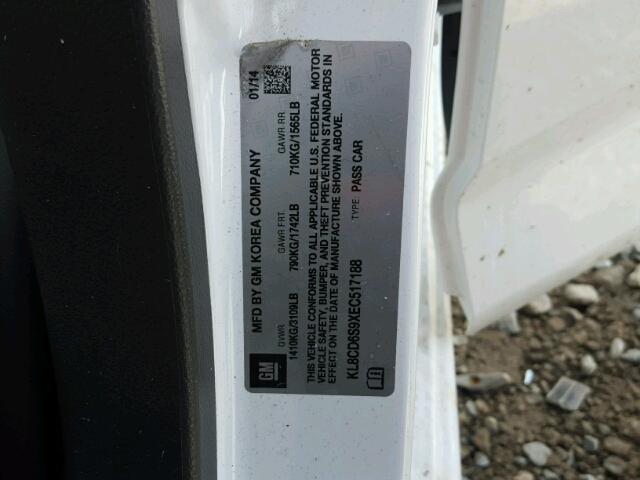 MFD BY GM KOREA COMPANY 01/14
GVWR GAWR FRT. GAWR RR.
1410KG/3109LB 790KG/1742LB 710KG/1565LB
THIS VEHICLE CONFORMS TO ALL APPLICABLE U.S. FEDERAL MOTOR
VEHICLE SAFETY, BUMPER, AND THEFT PREVENTION STANDARDS IN
EFFECT ON THE DATE OF MANUFACTURE SHOWN ABOVE.
KL8CD6S9XEC517188 TYPE: PASS CAR
GM